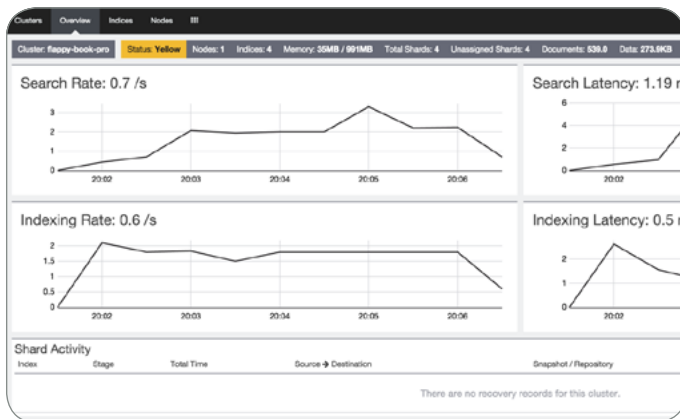 Clusters Overview Indices Nodes
Cluster: flappy-book-pro Status: Yellow Nodes: 1 Indices: 4 Memory: 35MB / 991MB Total Shards: 4 Unassigned Shards: 4 Documents: 539.0 Data: 273.9KB
Search Rate: 0.7 /s
3
2
1
0
20:02 20:03 20:04 20:05 20:06
Search Latency: 1.19
6
4
2
0
20:02
Indexing Rate: 0.6 /s
2
1.5
1
0.5
0
20:02 20:03 20:04 20:05 20:06
Indexing Latency: 0.5
2
1
0
20:02
Shard Activity
Index Stage Total Time Source → Destination Snapshot / Repository
There are no recovery records for this cluster.